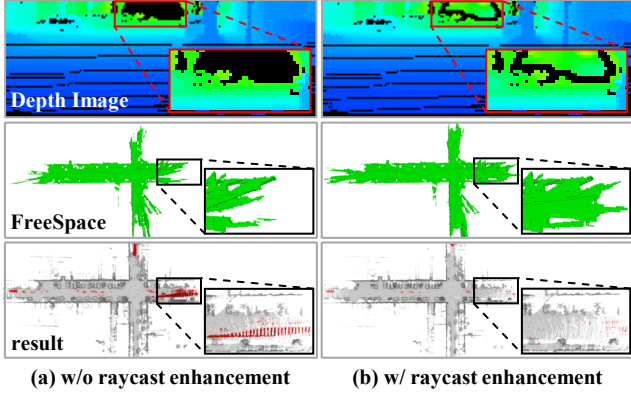 Depth Image
FreeSpace
result
(a) w/o raycast enhancement
(b) w/ raycast enhancement